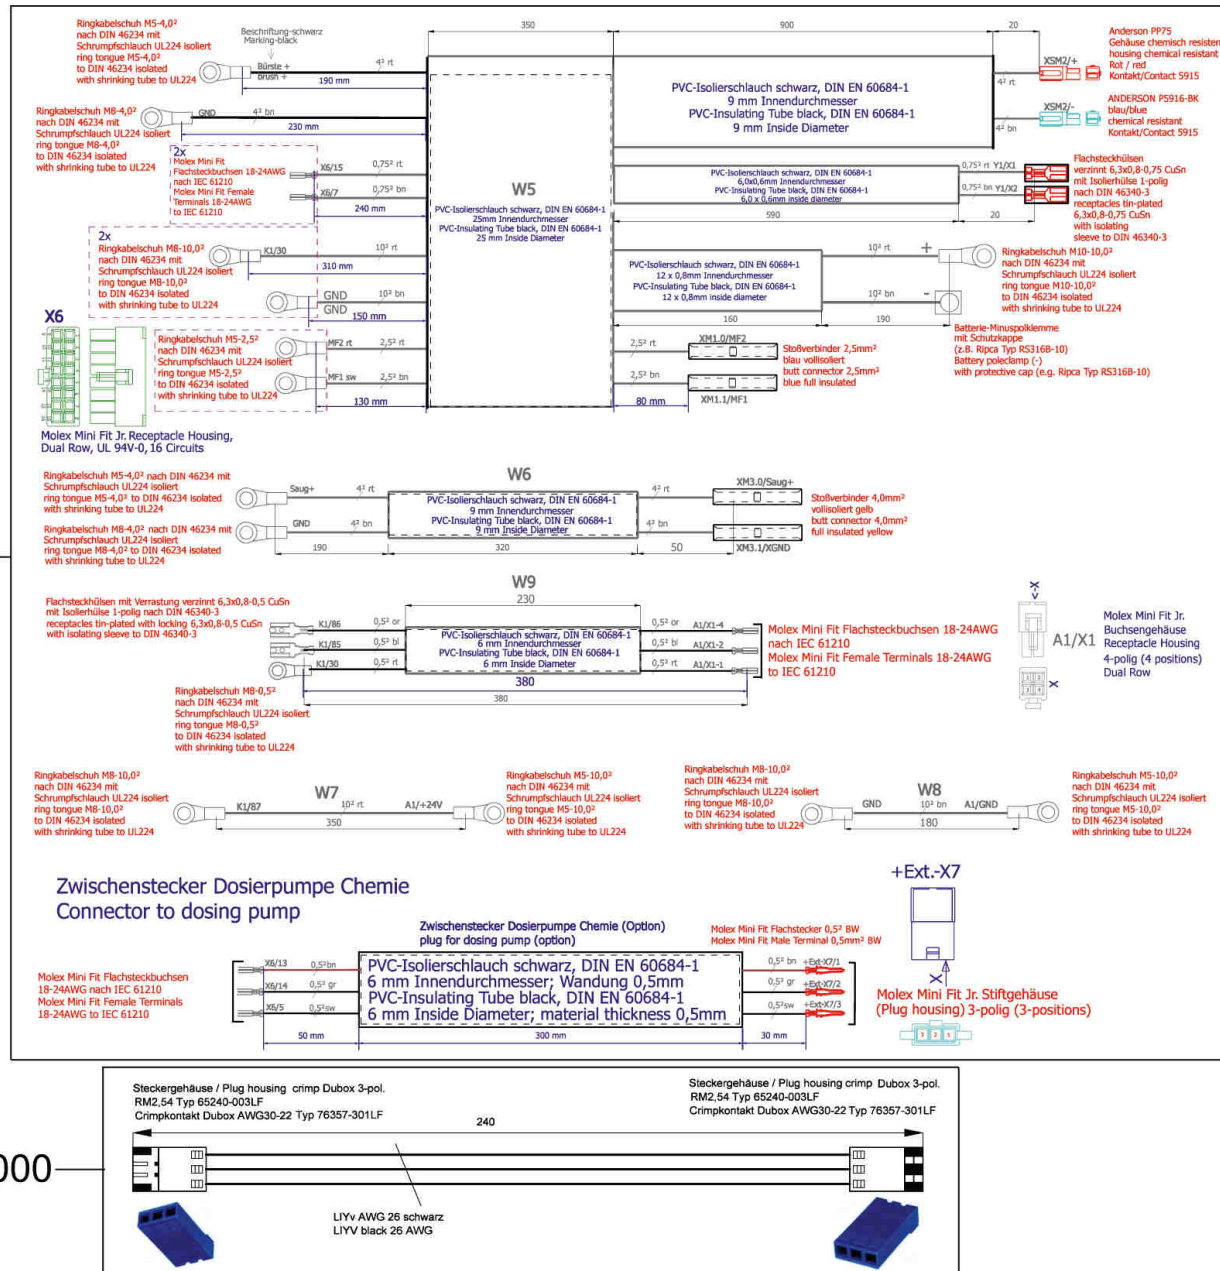 Ringkabelschuh M5-4,0²
nach DIN 46234 mit
Schrumpfschlauch UL224 isoliert
ring tongue M5-4,0²
to DIN 46234 isolated
with shrinking tube to UL224
Beschriftung-schwarz
Marking-black
Bürste +
brush +
4² rt
190 mm
350
900
20
Anderson PP75
Gehäuse chemisch resisten
housing chemical resistant
Rot / red
Kontakt/Contact 5915
XSM2/+
4² rt
ANDERSON P5916-BK
blau/blue
chemical resistant
Kontakt/Contact 5915
XSM2/-
4² bn
PVC-Isolierschlauch schwarz, DIN EN 60684-1
9 mm Innendurchmesser
PVC-Insulating Tube black, DIN EN 60684-1
9 mm Inside Diameter
Ringkabelschuh M8-4,0²
nach DIN 46234 mit
Schrumpfschlauch UL224 isoliert
ring tongue M8-4,0²
to DIN 46234 isolated
with shrinking tube to UL224
GND
4² bn
230 mm
2x
Molex Mini Fit
Flachsteckbuchsen 18-24AWG
nach IEC 61210
Molex Mini Fit Female
Terminals 18-24AWG
to IEC 61210
X6/15
0,75² rt
X6/7
0,75² bn
240 mm
W5
PVC-Isolierschlauch schwarz, DIN EN 60684-1
25mm Innendurchmesser
PVC-Insulating Tube black, DIN EN 60684-1
25 mm Inside Diameter
PVC-Isolierschlauch schwarz, DIN EN 60684-1
6,0x0,6mm Innendurchmesser
PVC-Insulating Tube black, DIN EN 60684-1
6,0 x 0,6mm inside diameter
0,75² rt Y1/X1
0,75² bn Y1/X2
590
20
Flachsteckhülsen
verzinnt 6,3x0,8-0,75 CuSn
mit Isolierhülse 1-polig
nach DIN 46340-3
receptacles tin-plated
6,3x0,8-0,75 CuSn
with isolating
sleeve to DIN 46340-3
2x
Ringkabelschuh M8-10,0²
nach DIN 46234 mit
Schrumpfschlauch UL224 isoliert
ring tongue M8-10,0²
to DIN 46234 isolated
with shrinking tube to UL224
K1/30
10² rt
310 mm
GND
GND
10² bn
150 mm
PVC-Isolierschlauch schwarz, DIN EN 60684-1
12 x 0,8mm Innendurchmesser
PVC-Insulating Tube black, DIN EN 60684-1
12 x 0,8mm inside diameter
10² rt
+
10² bn
-
160
190
Ringkabelschuh M10-10,0²
nach DIN 46234 mit
Schrumpfschlauch UL224 isoliert
ring tongue M10-10,0²
to DIN 46234 isolated
with shrinking tube to UL224
Batterie-Minuspolklemme
mit Schutzkappe
(z.B. Ripca Typ RS316B-10)
Battery poleclamp (-)
with protective cap (e.g. Ripca Typ RS316B-10)
X6
Molex Mini Fit Jr. Receptacle Housing,
Dual Row, UL 94V-0, 16 Circuits
Ringkabelschuh M5-2,5²
nach DIN 46234 mit
Schrumpfschlauch UL224 isoliert
ring tongue M5-2,5²
to DIN 46234 isolated
with shrinking tube to UL224
MF2 rt
2,5² rt
MF1 sw
2,5² bn
130 mm
2,5² rt
XM1.0/MF2
2,5² bn
XM1.1/MF1
80 mm
Stoßverbinder 2,5mm²
blau vollisoliert
butt connector 2,5mm²
blue full insulated
W6
Ringkabelschuh M5-4,0² nach DIN 46234 mit
Schrumpfschlauch UL224 isoliert
ring tongue M5-4,0² to DIN 46234 isolated
with shrinking tube to UL224
Ringkabelschuh M8-4,0² nach DIN 46234 mit
Schrumpfschlauch UL224 isoliert
ring tongue M8-4,0² to DIN 46234 isolated
with shrinking tube to UL224
Saug+
4² rt
GND
4² bn
PVC-Isolierschlauch schwarz, DIN EN 60684-1
9 mm Innendurchmesser
PVC-Insulating Tube black, DIN EN 60684-1
9 mm Inside Diameter
4² rt
XM3.0/Saug+
4² bn
XM3.1/XGND
190
320
50
Stoßverbinder 4,0mm²
vollisoliert gelb
butt connector 4,0mm²
full insulated yellow
W9
230
Flachsteckhülsen mit Verrastung verzinnt 6,3x0,8-0,5 CuSn
mit Isolierhülse 1-polig nach DIN 46340-3
receptacles tin-plated with locking 6,3x0,8-0,5 CuSn
with isolating sleeve to DIN 46340-3
K1/86
0,5² or
K1/85
0,5² bl
K1/30
0,5² rt
PVC-Isolierschlauch schwarz, DIN EN 60684-1
6 mm Innendurchmesser
PVC-Insulating Tube black, DIN EN 60684-1
6 mm Inside Diameter
0,5² or
A1/X1-4
0,5² bl
A1/X1-2
0,5² rt
A1/X1-1
380
380
Molex Mini Fit Flachsteckbuchsen 18-24AWG
nach IEC 61210
Molex Mini Fit Female Terminals 18-24AWG
to IEC 61210
Ringkabelschuh M8-0,5²
nach DIN 46234 mit
Schrumpfschlauch UL224 isoliert
ring tongue M8-0,5²
to DIN 46234 isolated
with shrinking tube to UL224
X
A1/X1
X
Molex Mini Fit Jr.
Buchsengehäuse
Receptacle Housing
4-polig (4 positions)
Dual Row
Ringkabelschuh M8-10,0²
nach DIN 46234 mit
Schrumpfschlauch UL224 isoliert
ring tongue M8-10,0²
to DIN 46234 isolated
with shrinking tube to UL224
W7
K1/87
10² rt
A1/+24V
350
Ringkabelschuh M5-10,0²
nach DIN 46234 mit
Schrumpfschlauch UL224 isoliert
ring tongue M5-10,0²
to DIN 46234 isolated
with shrinking tube to UL224
Ringkabelschuh M8-10,0²
nach DIN 46234 mit
Schrumpfschlauch UL224 isoliert
ring tongue M8-10,0²
to DIN 46234 isolated
with shrinking tube to UL224
W8
GND
10² bn
A1/GND
180
Ringkabelschuh M5-10,0²
nach DIN 46234 mit
Schrumpfschlauch UL224 isoliert
ring tongue M5-10,0²
to DIN 46234 isolated
with shrinking tube to UL224
Zwischenstecker Dosierpumpe Chemie
Connector to dosing pump
Zwischenstecker Dosierpumpe Chemie (Option)
plug for dosing pump (option)
Molex Mini Fit Flachstecker 0,5² BW
Molex Mini Fit Male Terminal 0,5mm² BW
Molex Mini Fit Flachsteckbuchsen
18-24AWG nach IEC 61210
Molex Mini Fit Female Terminals
18-24AWG to IEC 61210
X6/13
0,5²bn
X6/14
0,5² gr
X6/5
0,5²sw
PVC-Isolierschlauch schwarz, DIN EN 60684-1
6 mm Innendurchmesser; Wandung 0,5mm
PVC-Insulating Tube black, DIN EN 60684-1
6 mm Inside Diameter; material thickness 0,5mm
0,5² bn
+Ext-X7/1
0,5² gr
+Ext-X7/2
0,5²sw
+Ext-X7/3
50 mm
300 mm
30 mm
+Ext.-X7
X
Molex Mini Fit Jr. Stiftgehäuse
(Plug housing) 3-polig (3-positions)
3 2 1
Steckergehäuse / Plug housing crimp Dubox 3-pol.
RM2,54 Typ 65240-003LF
Crimpkontakt Dubox AWG30-22 Typ 76357-301LF
Steckergehäuse / Plug housing crimp Dubox 3-pol.
RM2,54 Typ 65240-003LF
Crimpkontakt Dubox AWG30-22 Typ 76357-301LF
240
000
LIYv AWG 26 schwarz
LIYV black 26 AWG